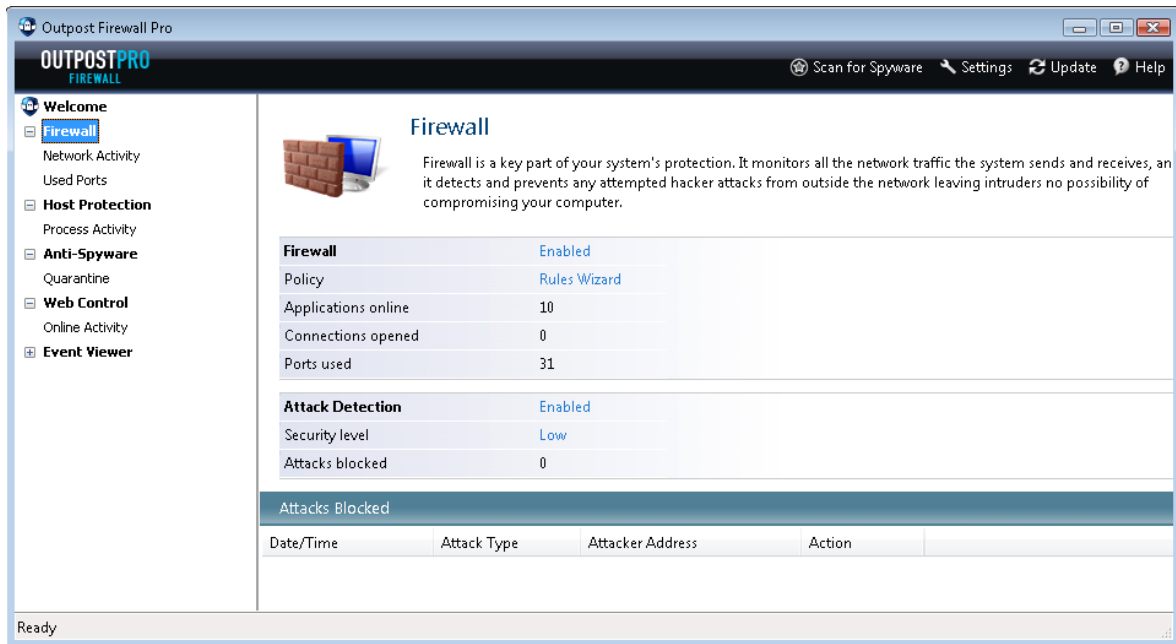 Outpost Firewall Pro
OUTPOSTPRO
FIREWALL
Scan for Spyware Settings Update Help
Welcome
Firewall
Network Activity
Used Ports
Host Protection
Process Activity
Anti-Spyware
Quarantine
Web Control
Online Activity
Event Viewer
Firewall
Firewall is a key part of your system's protection. It monitors all the network traffic the system sends and receives, an
it detects and prevents any attempted hacker attacks from outside the network leaving intruders no possibility of
compromising your computer.
Firewall Enabled
Policy Rules Wizard
Applications online 10
Connections opened 0
Ports used 31
Attack Detection Enabled
Security level Low
Attacks blocked 0
Attacks Blocked
Date/Time Attack Type Attacker Address Action
Ready